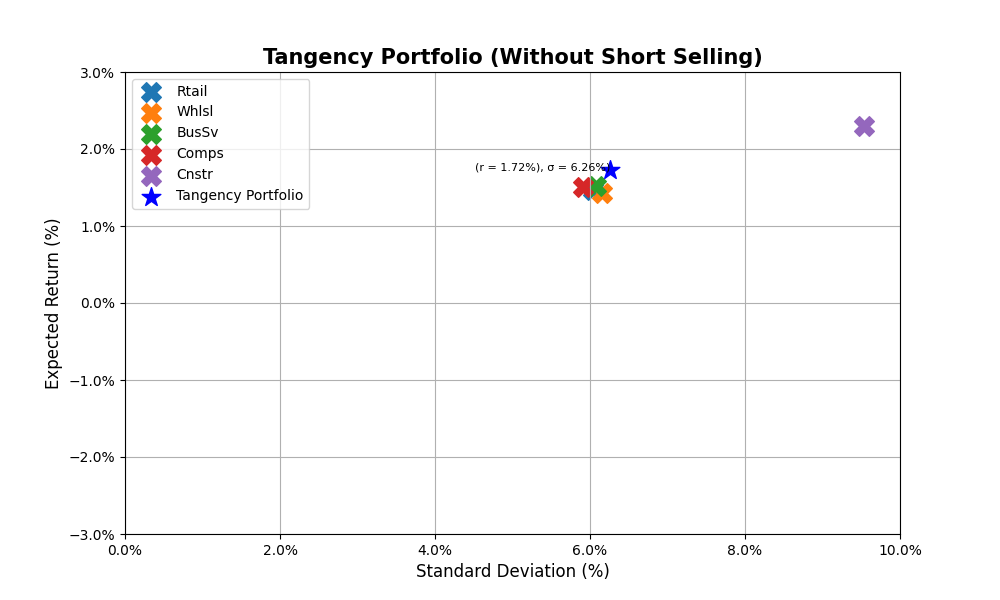 Tangency Portfolio (Without Short Selling)
3.0%
2.0%
1.0%
0.0%
−1.0%
−2.0%
−3.0%
Expected Return (%)
Rtail
Whlsl
BusSv
Comps
Cnstr
Tangency Portfolio
(r = 1.72%), σ = 6.26%)
0.0%
2.0%
4.0%
6.0%
8.0%
10.0%
Standard Deviation (%)